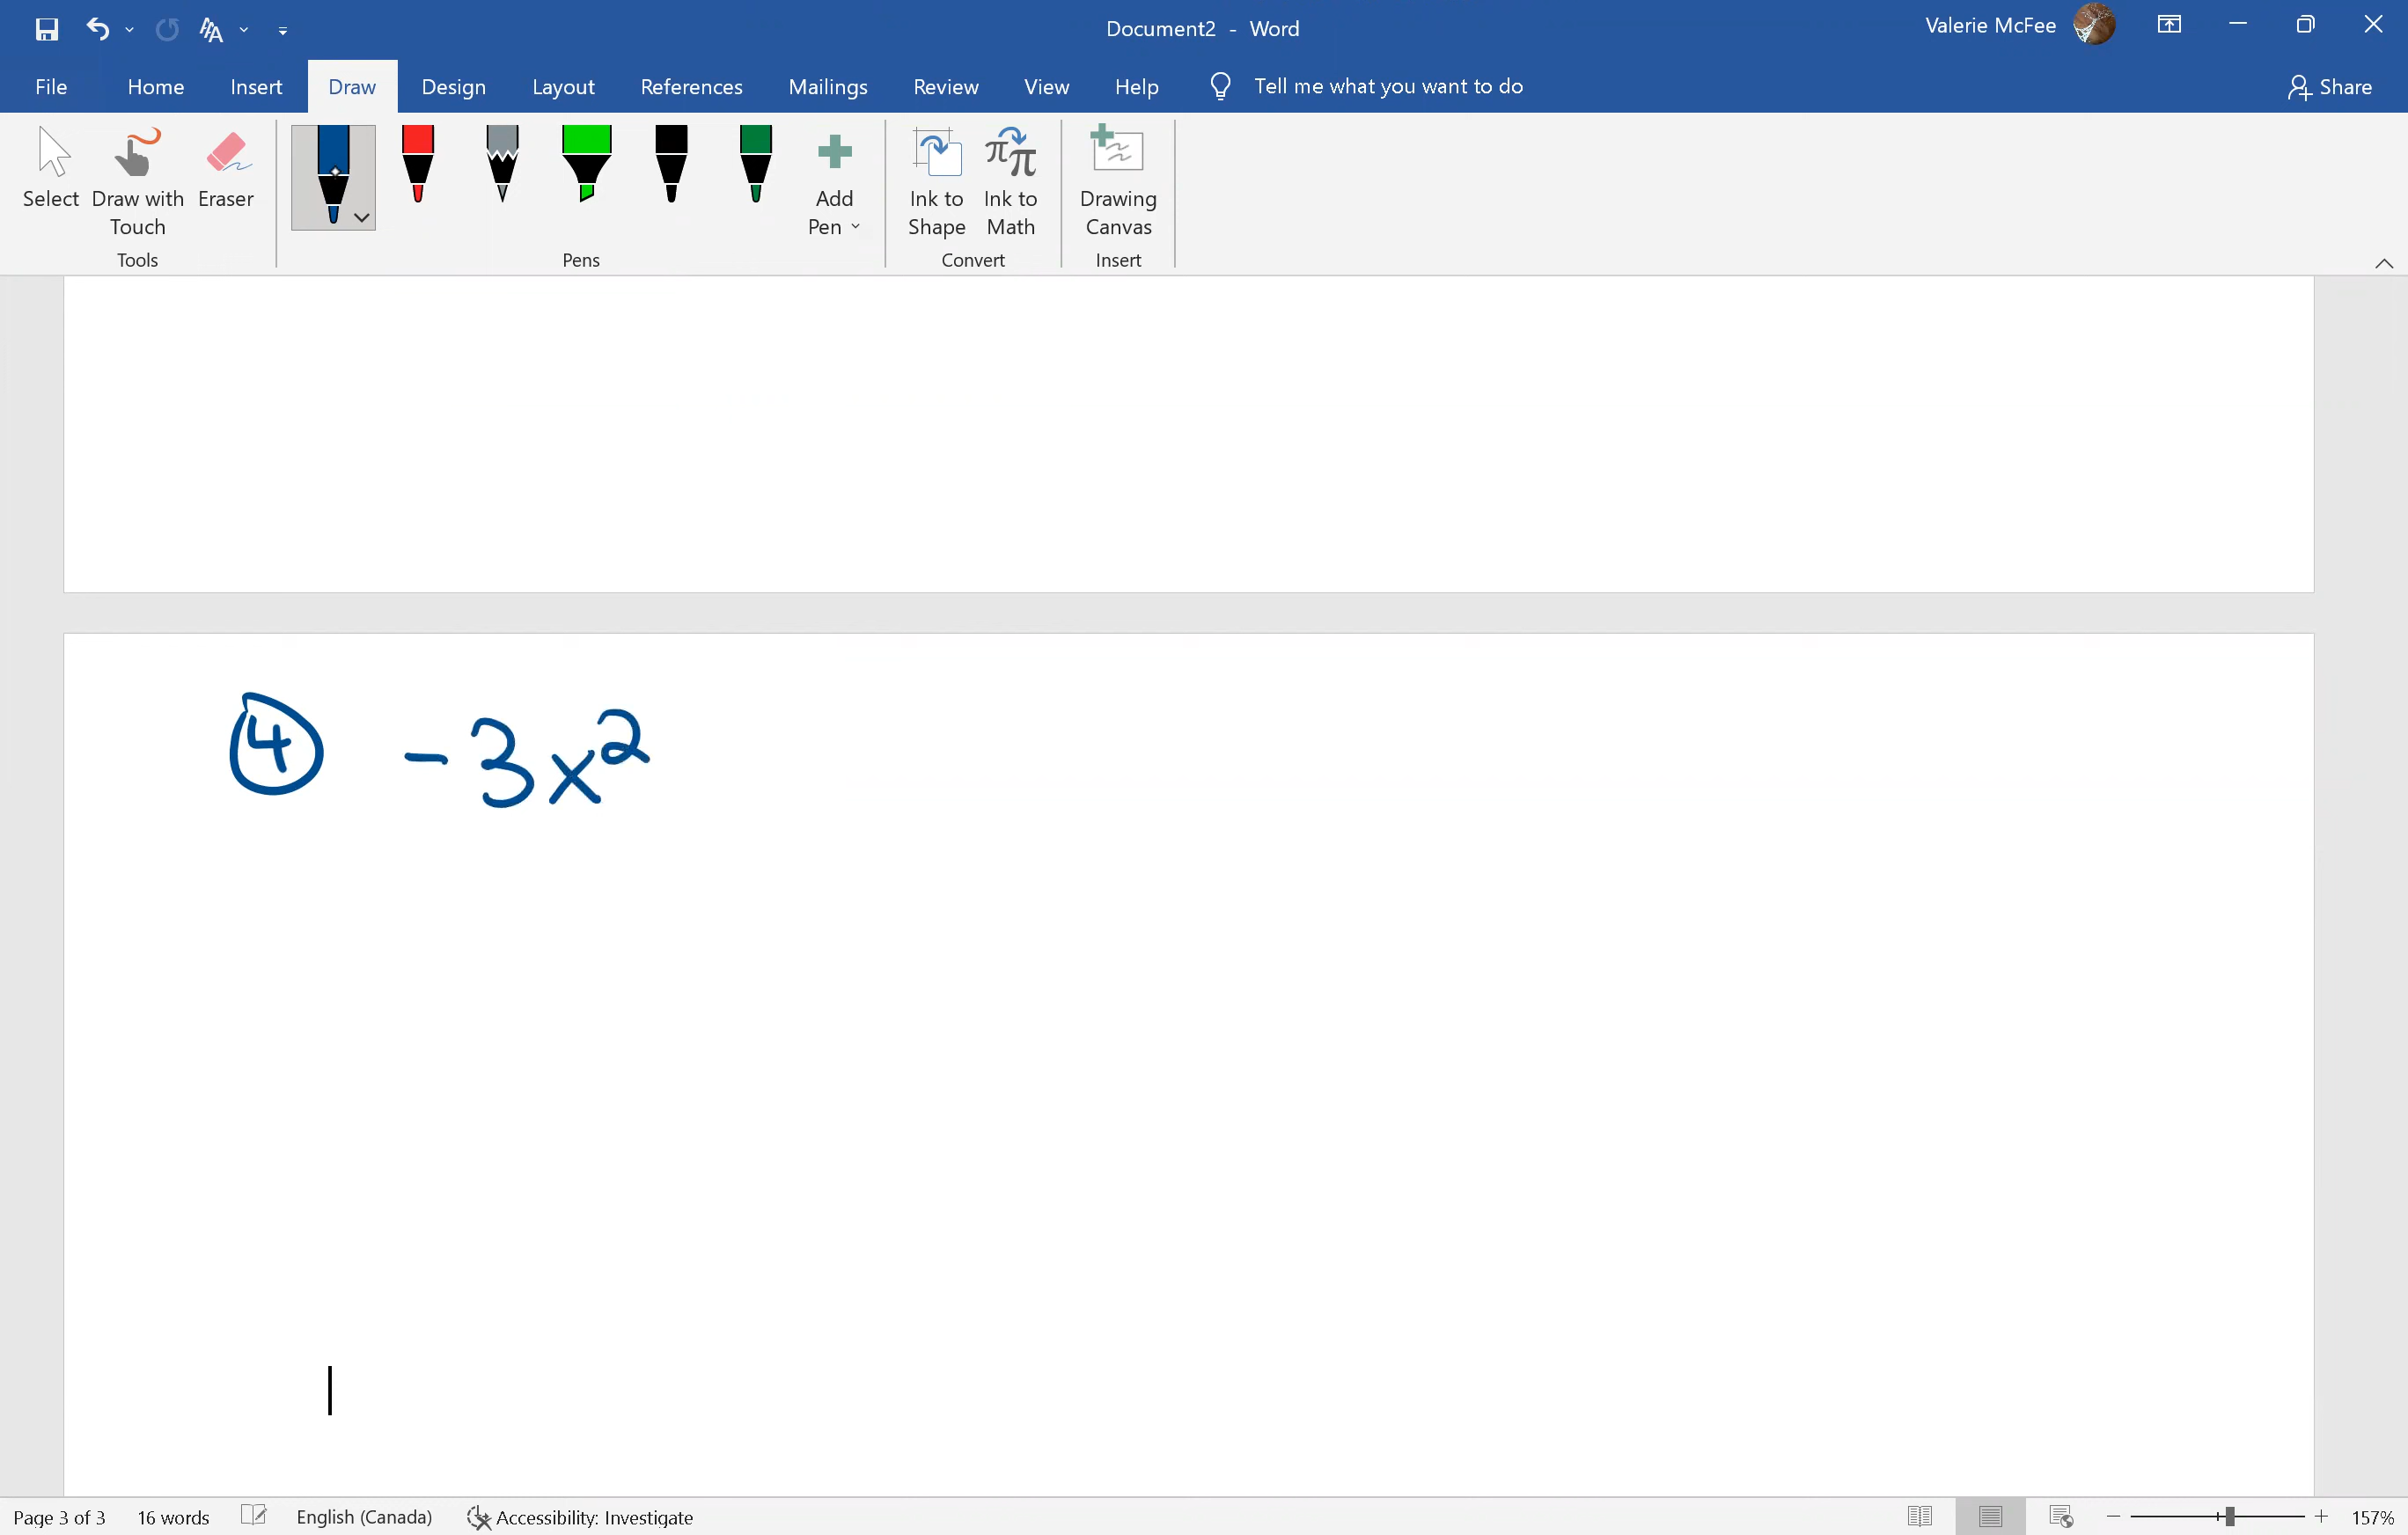 Document2 - Word
Valerie McFee
File Home Insert Draw Design Layout References Mailings Review View Help Tell me what you want to do Share
Select Draw with Touch Eraser
Add Pen
Ink to Shape Ink to Math
Drawing Canvas
Tools Pens Convert Insert
④ -3x²
Page 3 of 3 16 words English (Canada) Accessibility: Investigate 157%